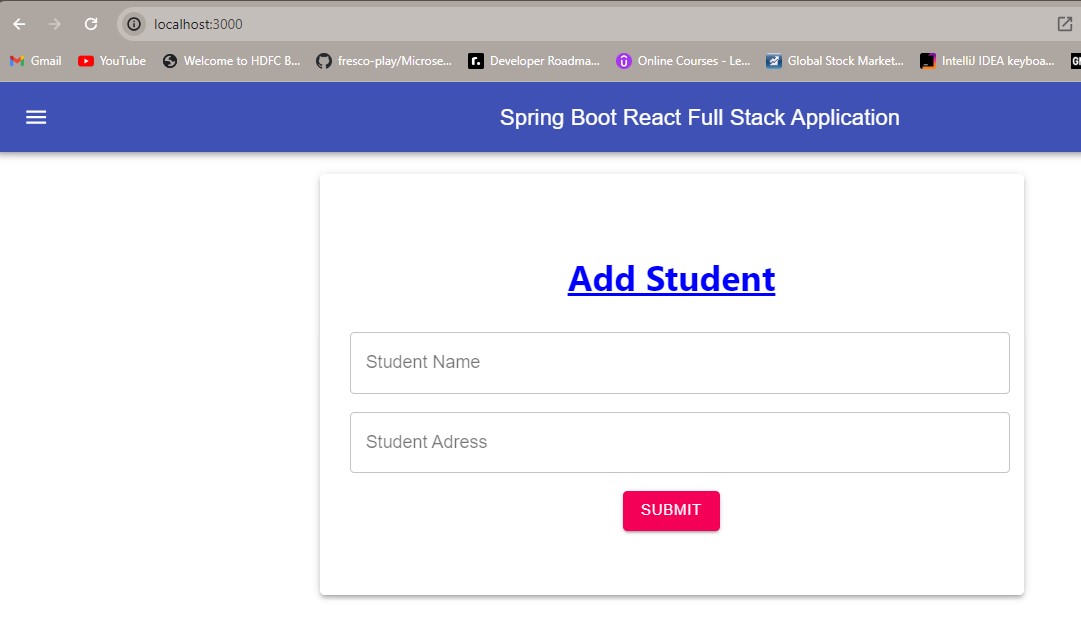 localhost:3000
Gmail YouTube Welcome to HDFC B... fresco-play/Microse... r. Developer Roadma... Online Courses - Le... Global Stock Market... IntelliJ IDEA keyboa...
Spring Boot React Full Stack Application
Add Student
Student Name
Student Adress
SUBMIT